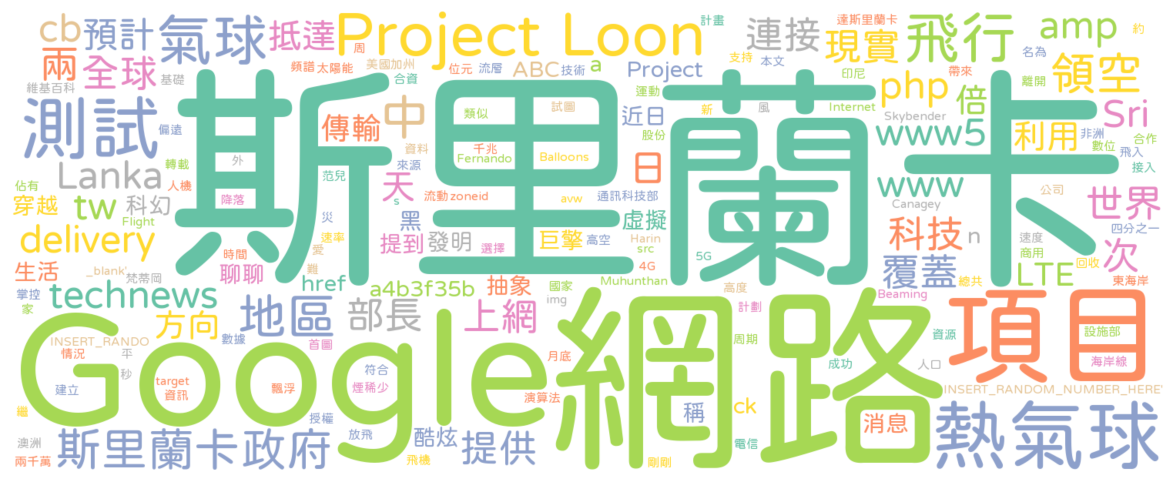 斯里蘭卡
Google
網路
項目
熱氣球
Project Loon
測試
飛行
氣球
領空
現實
連接
amp
cb
預計
抵達
兩
全球
傳輸
中
php
倍
www5
利用
Sri
www
Lanka
穿越
tw
科幻
delivery
生活
technews
天
日
近日
黑
提到
發明
聊聊
href
a4b3f35b
抽象
巨擘
虛擬
世界
次
科技
n
覆蓋
LTE
方向
地區
部長
上網
斯里蘭卡政府
酷炫
提供
稱
ck
消息
ABC
a
Project
計畫
達斯里蘭卡
約
名為
支持
本文
周
頻譜
太陽能
美國加州
合資
位元
流層
技術
維基百科
基礎
偏遠
轉載
外
佔有
人機
降落
Flight
時間
_blank'
梵蒂岡
掌控
家
INSERT_RANDO
情況
平
秒
建立
target
資訊
數據
首圖
飄浮
符合
煙稀少
授權
放飛
飛機
澳洲
兩千萬
繼
類似
試圖
資料
千兆
Fernando
Balloons
來源
范兒
流動
zoneid
avw
通訊科技部
s
災
速率
愛
難
選擇
高空
Harin
src
4G
5G
國家
img
Muhunthan
高度
計劃
周期
月底
演算法
電信
剛剛
成功
人口
資源
運動
股份
新
風
印尼
Internet
帶來
離開
Skybender
非洲
合作
數位
飛入
接入
Canagey
公司
四分之一
速度
商用
回收
總共
東海岸
Beaming
設施部
海岸線
INSERT_RANDOM_NUMBER_HERE'